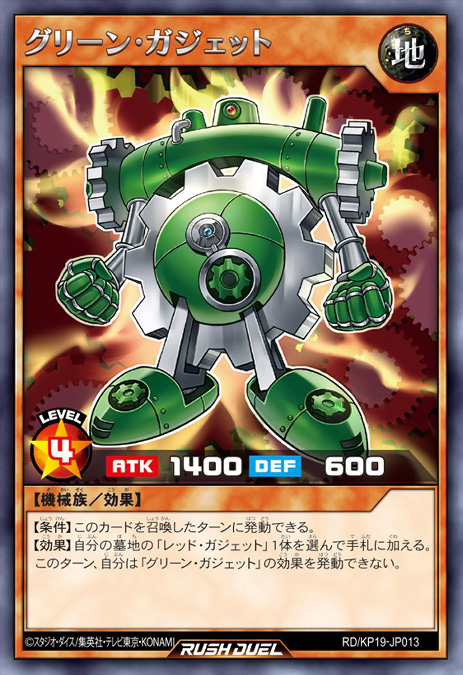 グリーン・ガジェット
地
LEVEL
4
ATK 1400 DEF 600
【機械族／効果】
【条件】このカードを召喚したターンに発動できる。
【効果】自分の墓地の「レッド・ガジェット」1体を選んで手札に加える。
このターン、自分は「グリーン・ガジェット」の効果を発動できない。
©スタジオ・ダイス/集英社・テレビ東京・KONAMI
RUSH DUEL
RD/KP19-JP013